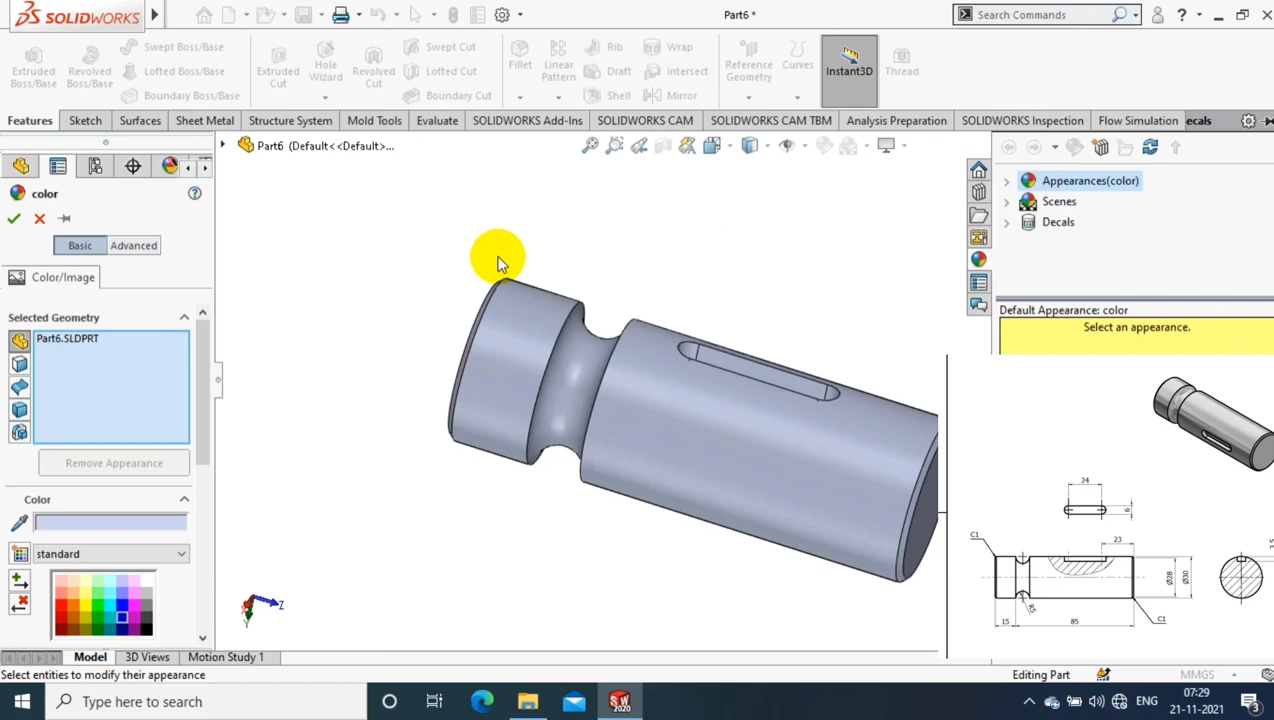 SOLIDWORKS
Part6 *
Search Commands
?
Extruded Boss/Base
Revolved Boss/Base
Swept Boss/Base
Lofted Boss/Base
Boundary Boss/Base
Extruded Cut
Hole Wizard
Revolved Cut
Swept Cut
Lofted Cut
Boundary Cut
Fillet
Linear Pattern
Rib
Draft
Shell
Wrap
Intersect
Mirror
Reference Geometry
Curves
Instant3D
Thread
Features
Sketch
Surfaces
Sheet Metal
Structure System
Mold Tools
Evaluate
SOLIDWORKS Add-Ins
SOLIDWORKS CAM
SOLIDWORKS CAM TBM
Analysis Preparation
SOLIDWORKS Inspection
Flow Simulation
ecals
Part6 (Default<<Default>...
color
?
Basic
Advanced
Color/Image
Selected Geometry
Part6.SLDPRT
Remove Appearance
Color
standard
Appearances(color)
Scenes
Decals
Default Appearance: color
Select an appearance.
24
6
C1
23
Ø28
Ø30
R5
15
85
C1
Z
Y
Model
3D Views
Motion Study 1
Select entities to modify their appearance
Editing Part
MMGS
Type here to search
SW
2020
ENG
07:29
21-11-2021
3